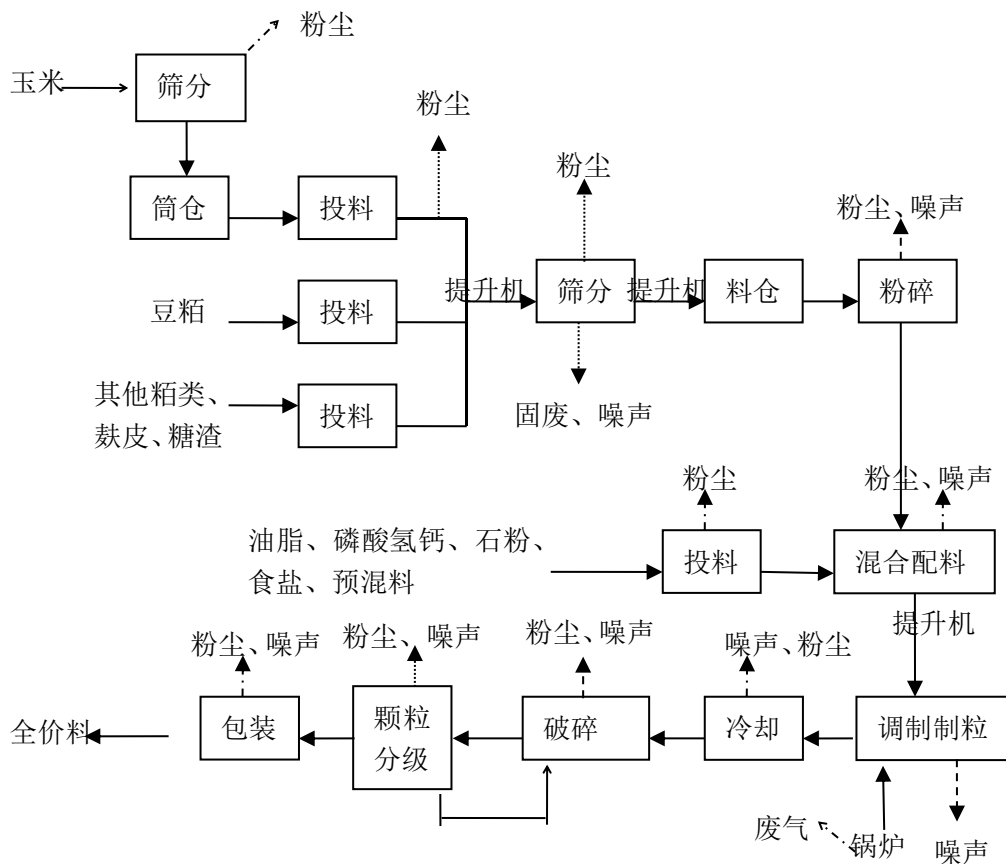 粉尘
玉米
筛分
粉尘
粉尘
粉尘、噪声
筒仓
投料
提升机
筛分
提升机
料仓
粉碎
豆粕
投料
其他粕类、
麸皮、糖渣
投料
固废、噪声
粉尘
粉尘、噪声
油脂、磷酸氢钙、石粉、
食盐、预混料
投料
混合配料
提升机
粉尘、噪声
粉尘、噪声
粉尘、噪声
噪声、粉尘
全价料
包装
颗粒
分级
破碎
冷却
调制制粒
废气
锅炉
噪声